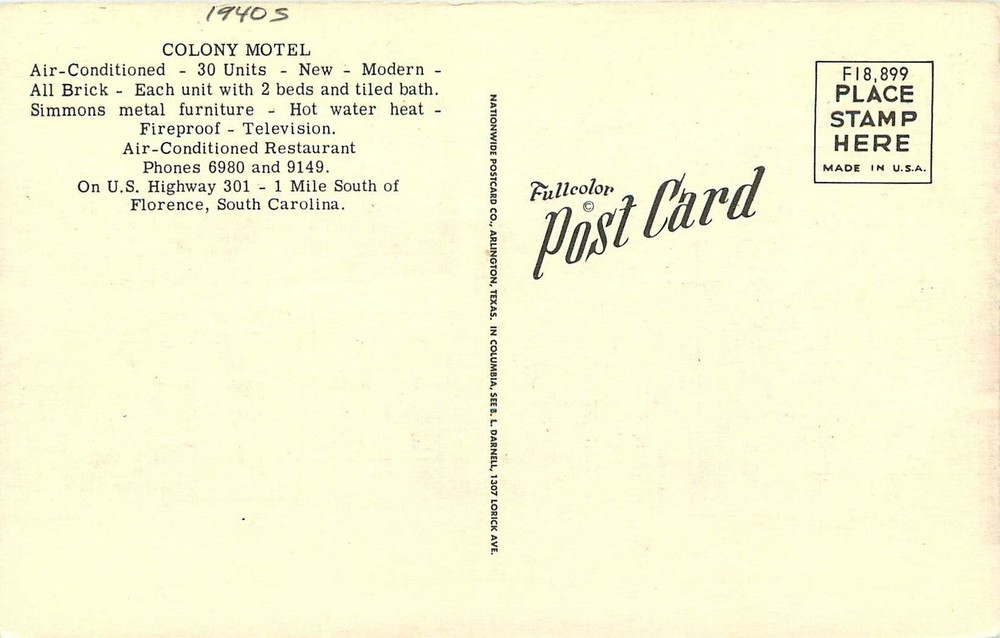 1940s
COLONY MOTEL
Air-Conditioned - 30 Units - New - Modern -
All Brick - Each unit with 2 beds and tiled bath.
Simmons metal furniture - Hot water heat -
Fireproof - Television.
Air-Conditioned Restaurant
Phones 6980 and 9149.
On U.S. Highway 301 - 1 Mile South of
Florence, South Carolina.
NATIONWIDE POSTCARD CO., ARLINGTON, TEXAS. IN COLUMBIA, SEE B. L. DARNELL, 1307 LORICK AVE.
Fullcolor
©
Post Card
F18,899
PLACE
STAMP
HERE
MADE IN U.S.A.